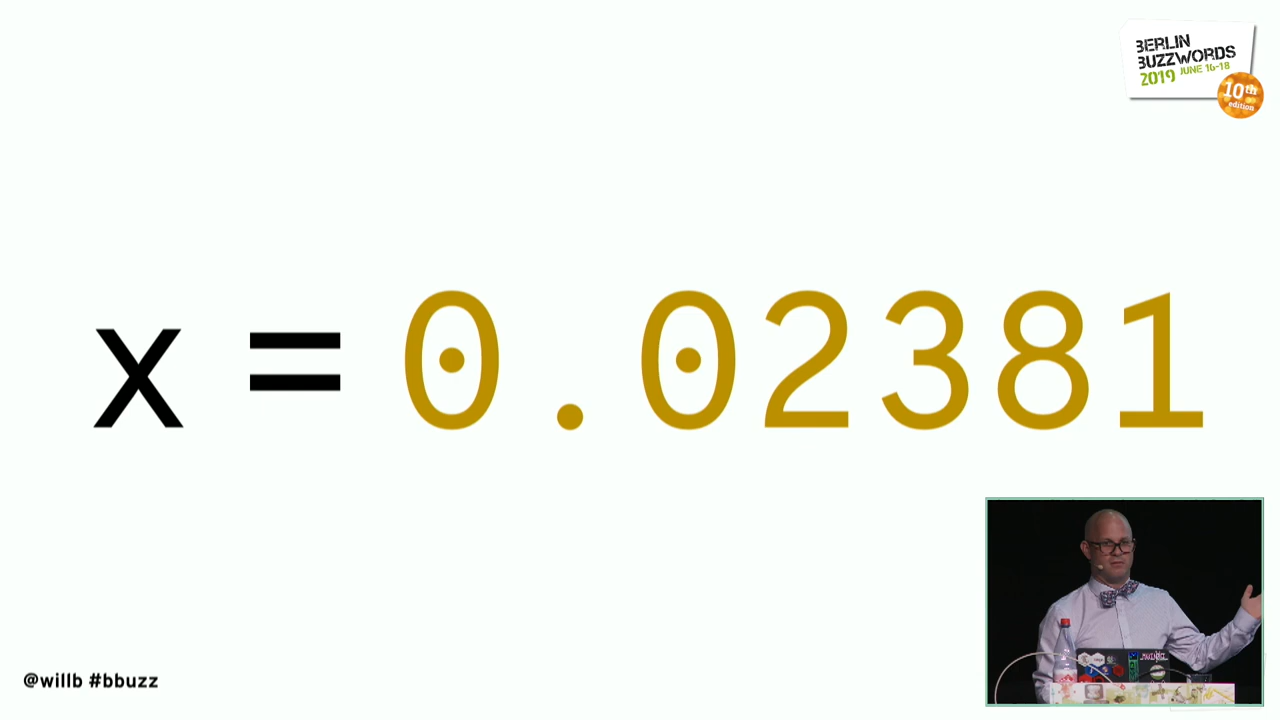 BERLIN
BUZZWORDS
2019 JUNE 16-18
10th
edition
x = 0.02381
@willb #bbuzz